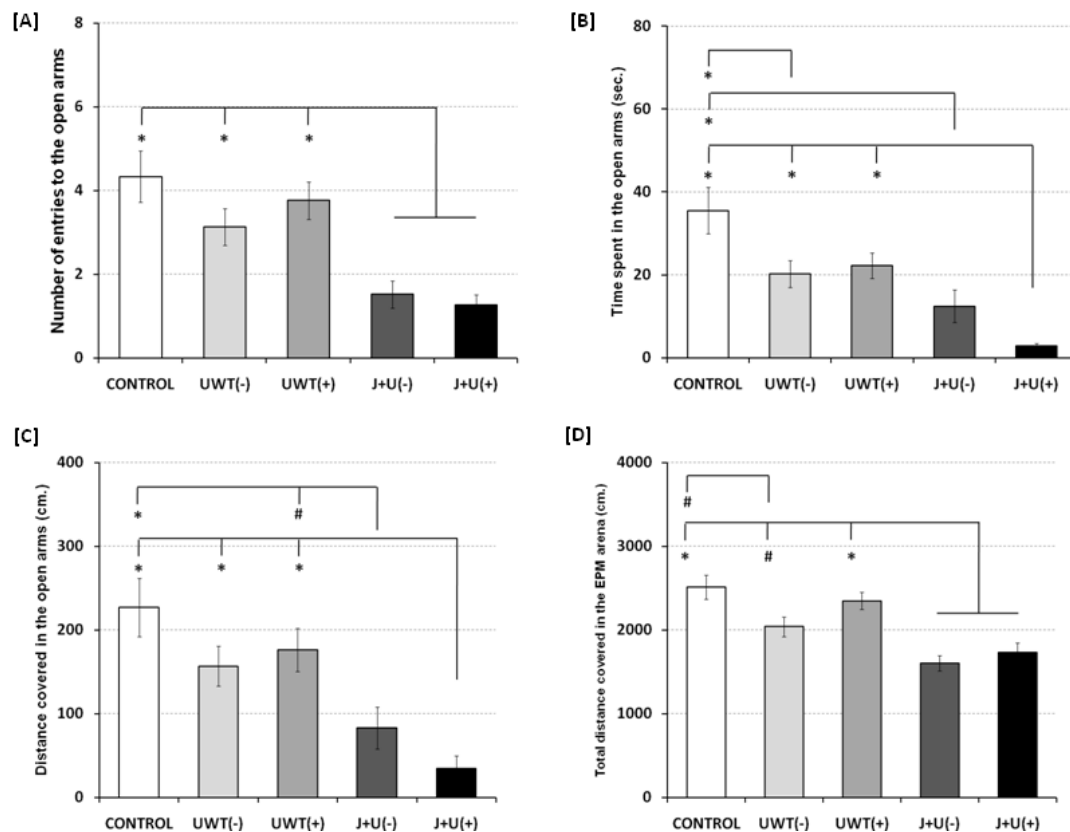 [A]
Number of entries to the open arms
8
6
4
2
0
* * *
CONTROL UWT(-) UWT(+) J+U(-) J+U(+)
[B]
Time spent in the open arms (sec.)
80
60
40
20
0
*
*
* * *
CONTROL UWT(-) UWT(+) J+U(-) J+U(+)
[C]
Distance covered in the open arms (cm.)
400
300
200
100
0
* #
* * *
CONTROL UWT(-) UWT(+) J+U(-) J+U(+)
[D]
Total distance covered in the EPM arena (cm.)
4000
3000
2000
1000
0
#
* # *
CONTROL UWT(-) UWT(+) J+U(-) J+U(+)